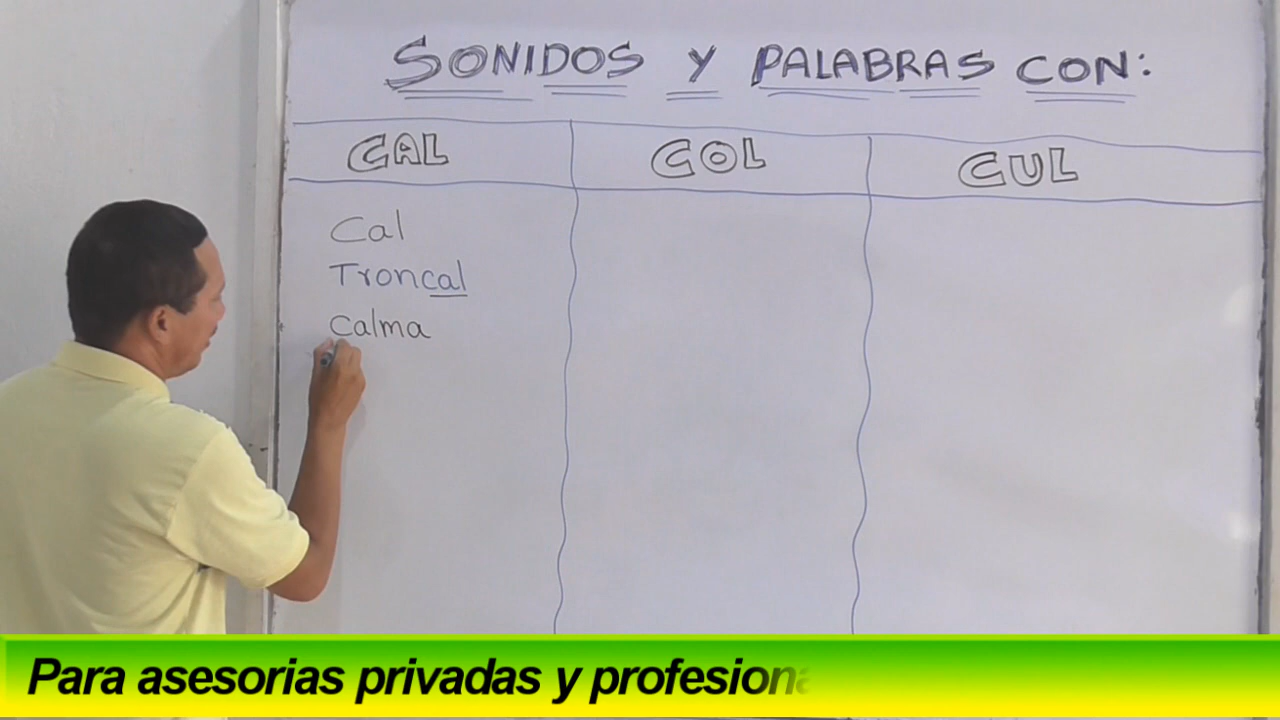 SONIDOS Y PALABRAS CON:
CAL COL CUL
Cal
Troncal
Calma
Para asesorias privadas y profesion